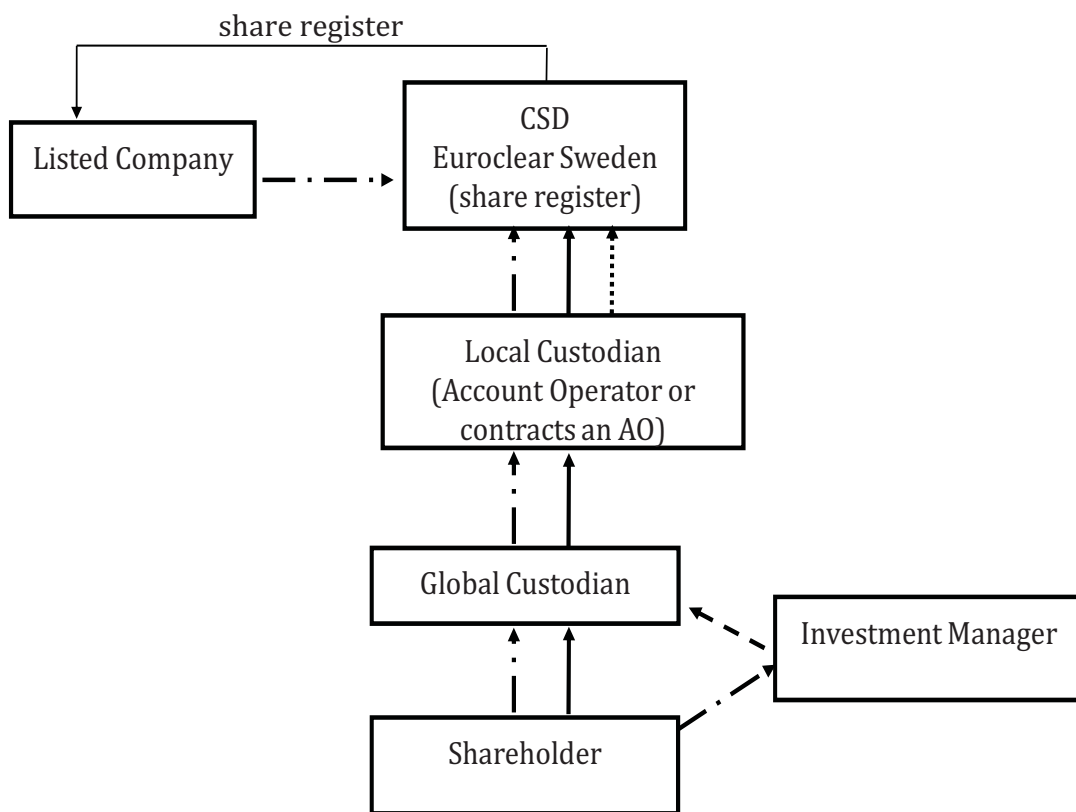 share register
Listed Company
CSD
Euroclear Sweden
(share register)
Local Custodian
(Account Operator or
contracts an AO)
Global Custodian
Investment Manager
Shareholder